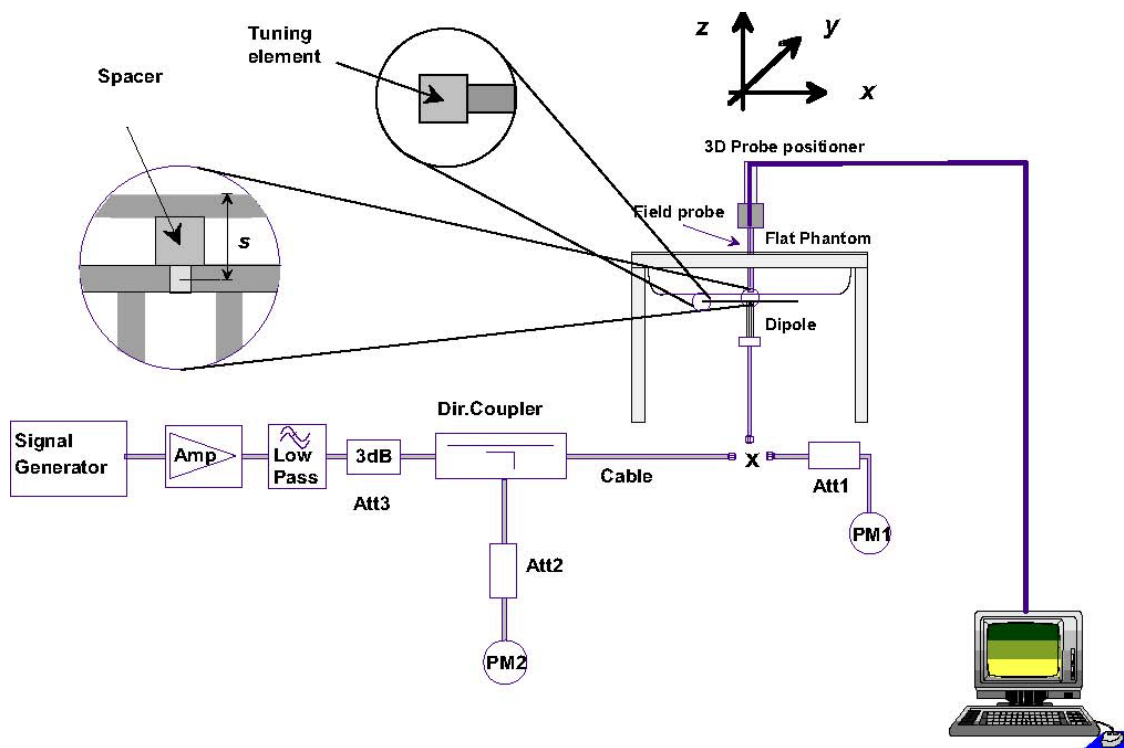 Tuning
element
Spacer
z
y
x
3D Probe positioner
Field probe
Flat Phantom
s
Dipole
Dir.Coupler
Signal
Generator
Amp
Low
Pass
3dB
Att3
Cable
x
Att1
PM1
Att2
PM2